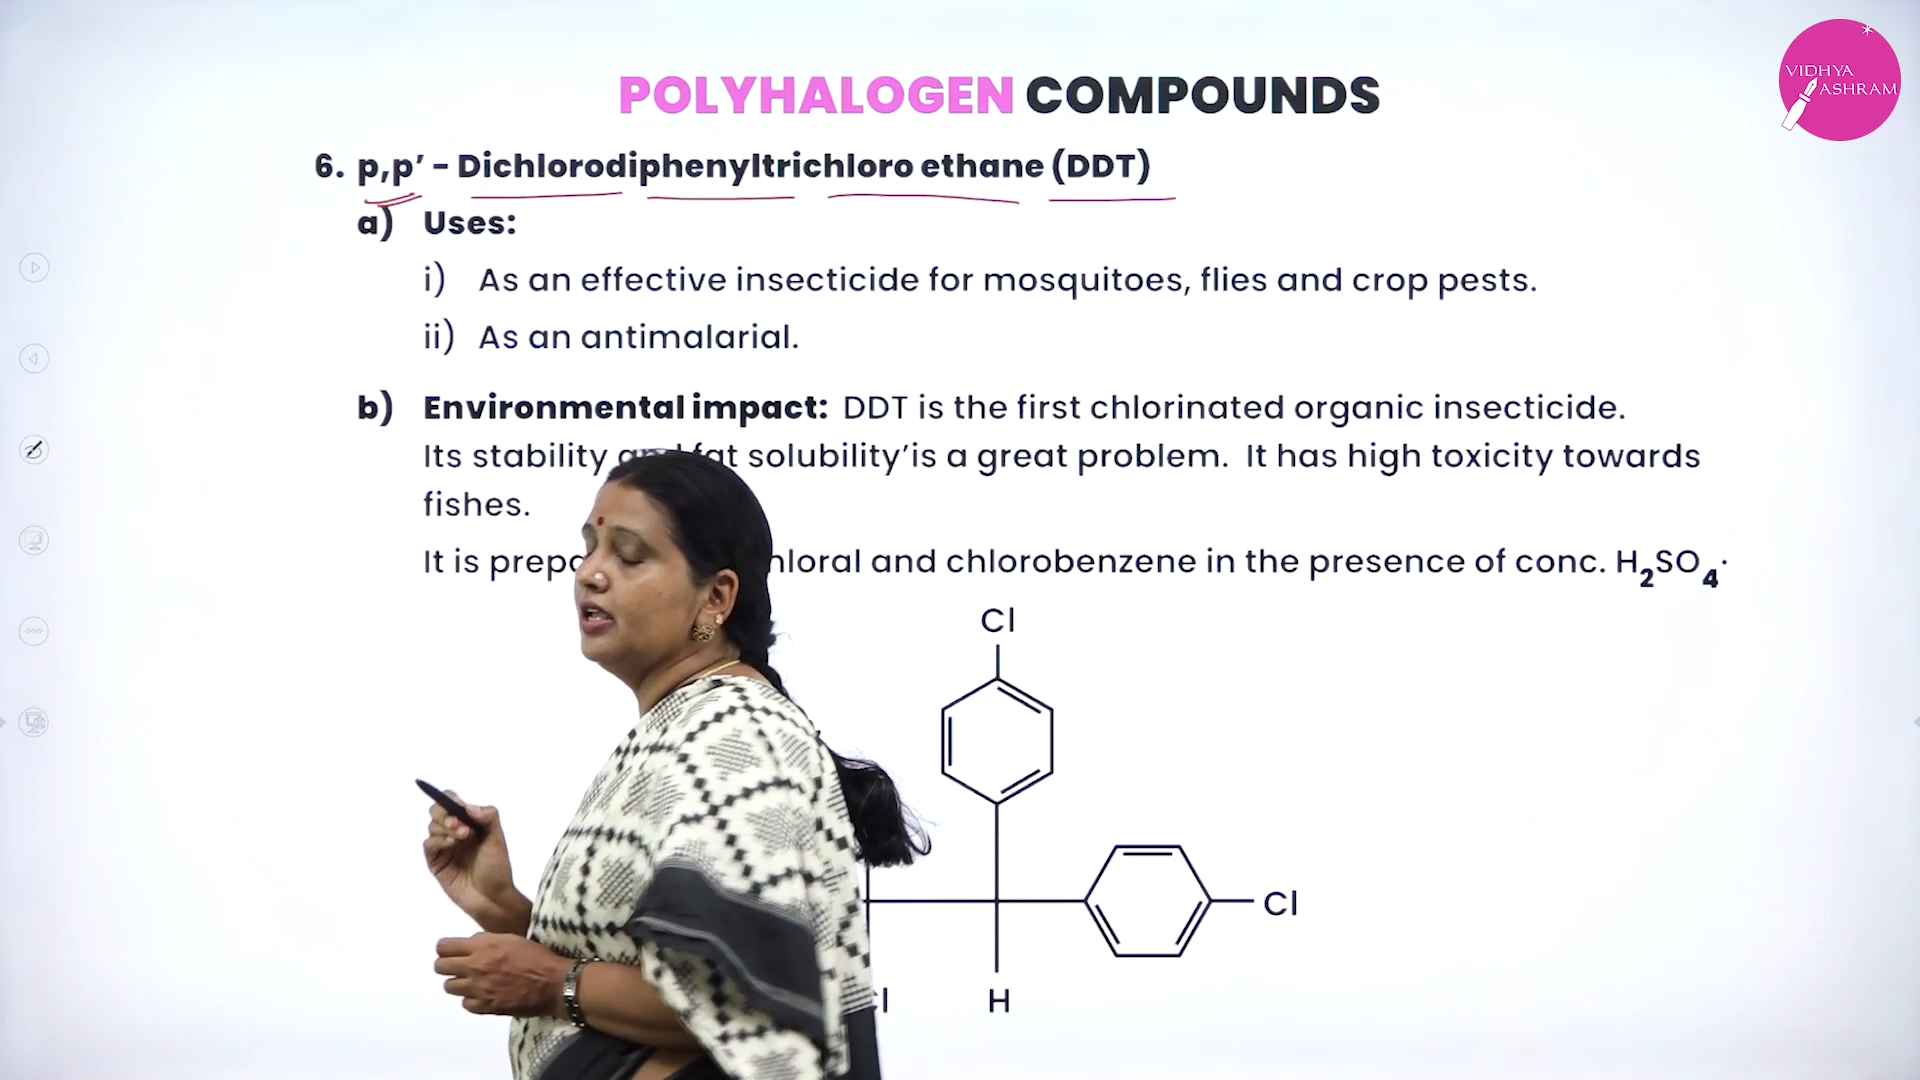 VIDHYA
ASHRAM
POLYHALOGEN COMPOUNDS
6. p,p' - Dichlorodiphenyltrichloro ethane (DDT)
a) Uses:
i) As an effective insecticide for mosquitoes, flies and crop pests.
ii) As an antimalarial.
b) Environmental impact: DDT is the first chlorinated organic insecticide.
Its stability and fat solubility'is a great problem. It has high toxicity towards
fishes.
It is chlorobenzene in the presence of conc. H₂SO₄.
Cl
Cl
H